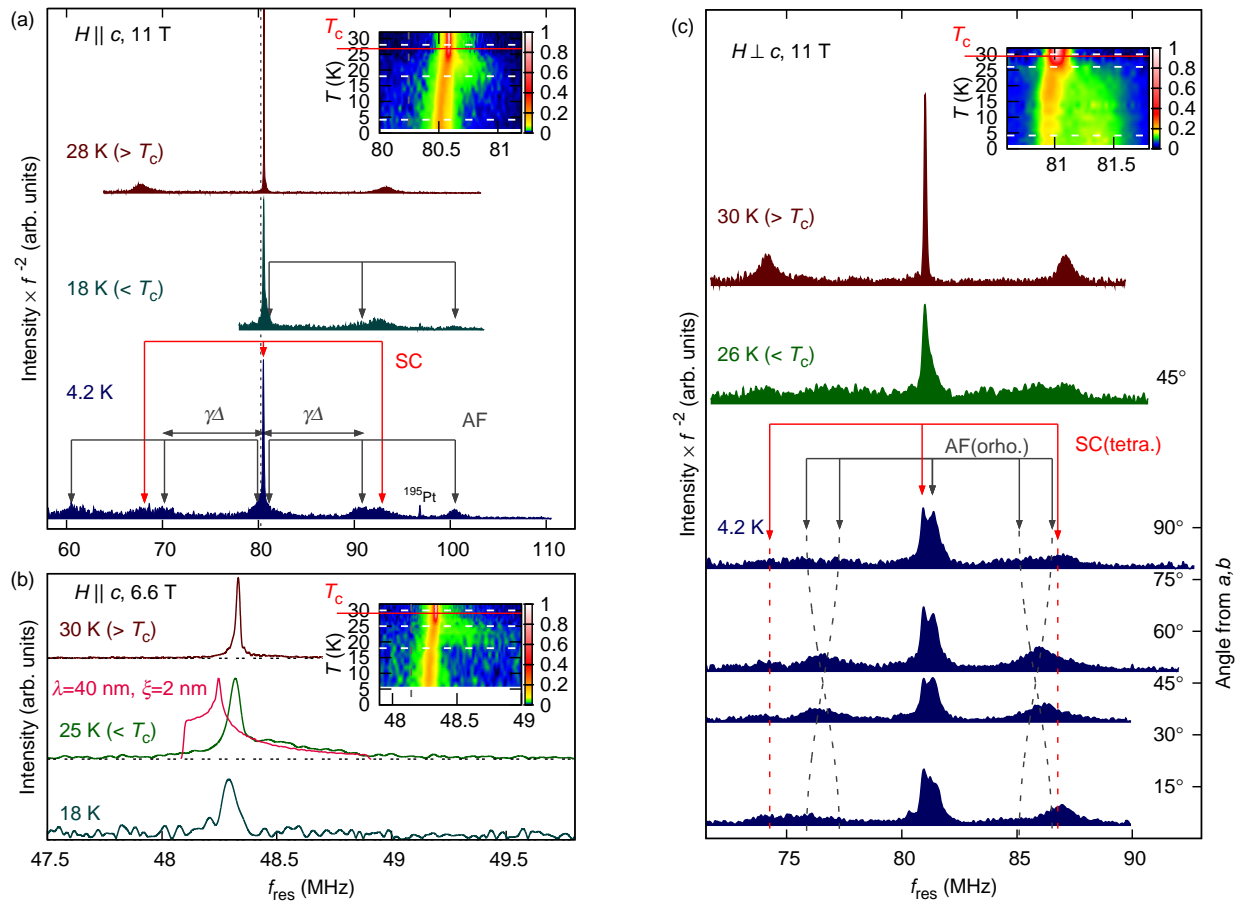 (a)
H || c, 11 T
T_c
T (K)
30
25
20
15
10
5
0
1
0.8
0.6
0.4
0.2
0
80 80.5 81
28 K (> T_c)
18 K (< T_c)
SC
4.2 K
γΔ γΔ
AF
195Pt
Intensity × f⁻² (arb. units)
60 70 80 90 100 110
(b)
H || c, 6.6 T
T_c
T (K)
30
25
20
15
10
5
0
1
0.8
0.6
0.4
0.2
0
48 48.5 49
30 K (> T_c)
λ=40 nm, ξ=2 nm
25 K (< T_c)
18 K
Intensity (arb. units)
47.5 48 48.5 49 49.5
f_res (MHz)
(c)
H ⊥ c, 11 T
T_c
T (K)
30
25
20
15
10
5
0
1
0.8
0.6
0.4
0.2
0
81 81.5
30 K (> T_c)
26 K (< T_c)
45°
AF(orho.)
SC(tetra.)
4.2 K
90°
75°
60°
45°
30°
15°
Angle from a,b
Intensity × f⁻² (arb. units)
75 80 85 90
f_res (MHz)